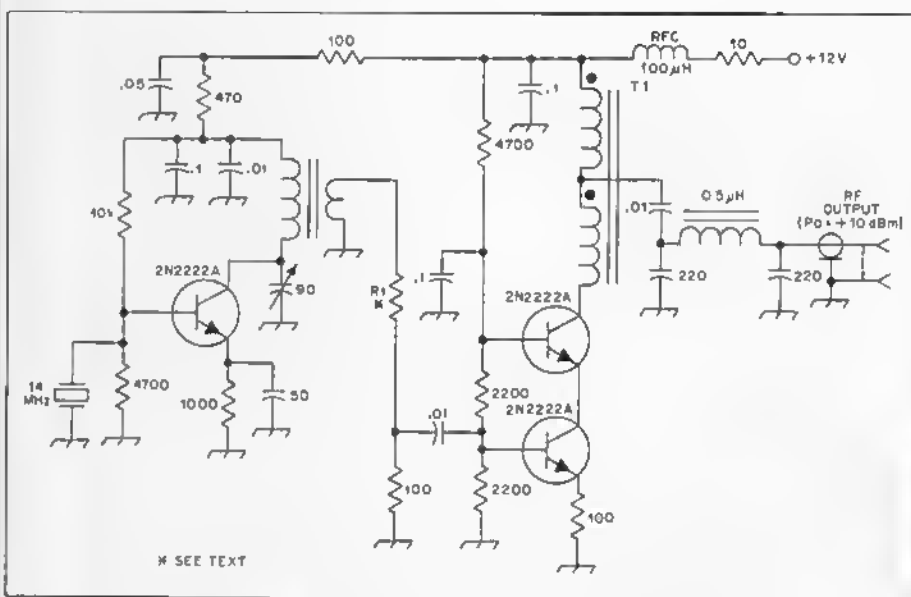 100
RFC
100µH
10
+12V
.05
470
.1
T1
4700
.1
.01
10k
.01
0.5µH
RF
OUTPUT
(Po = +10 dBm)
2N2222A
90
R1
*
.1
220
220
2N2222A
14
MHz
4700
1000
50
2200
2N2222A
.01
100
2200
100
* SEE TEXT